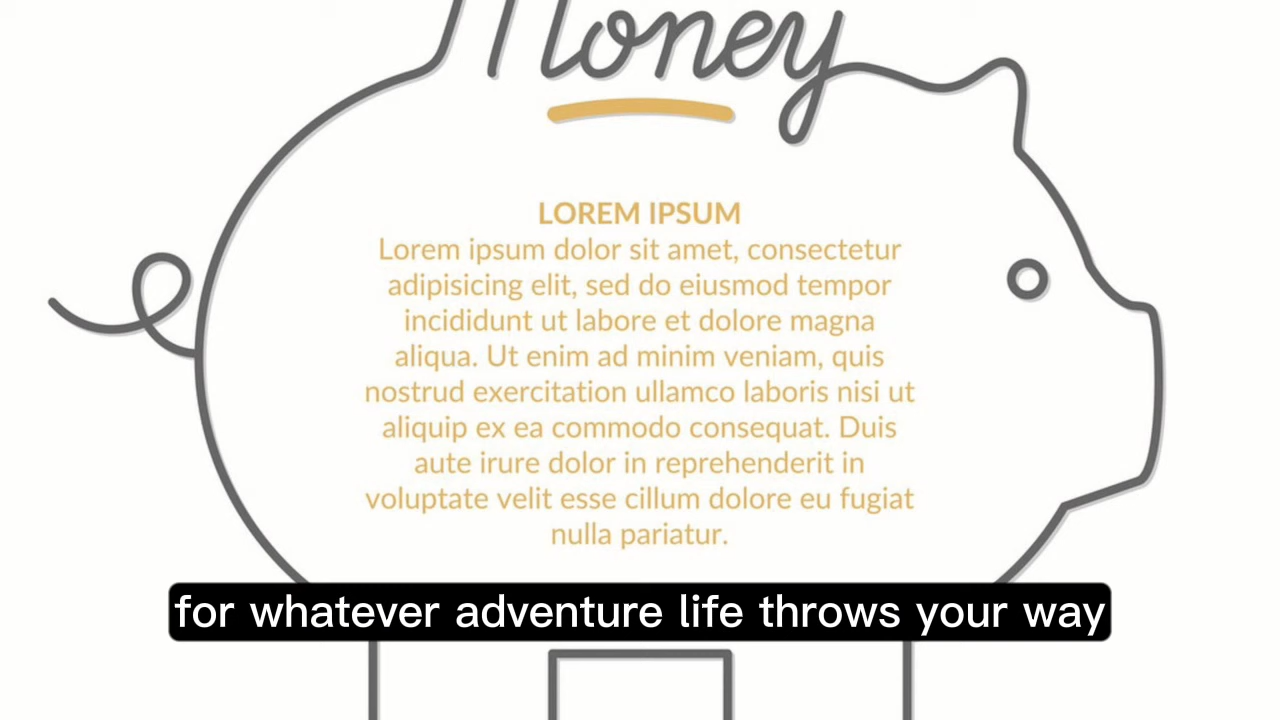 Money
LOREM IPSUM
Lorem ipsum dolor sit amet, consectetur
adipisicing elit, sed do eiusmod tempor
incididunt ut labore et dolore magna
aliqua. Ut enim ad minim veniam, quis
nostrud exercitation ullamco laboris nisi ut
aliquip ex ea commodo consequat. Duis
aute irure dolor in reprehenderit in
voluptate velit esse cillum dolore eu fugiat
nulla pariatur.
for whatever adventure life throws your way